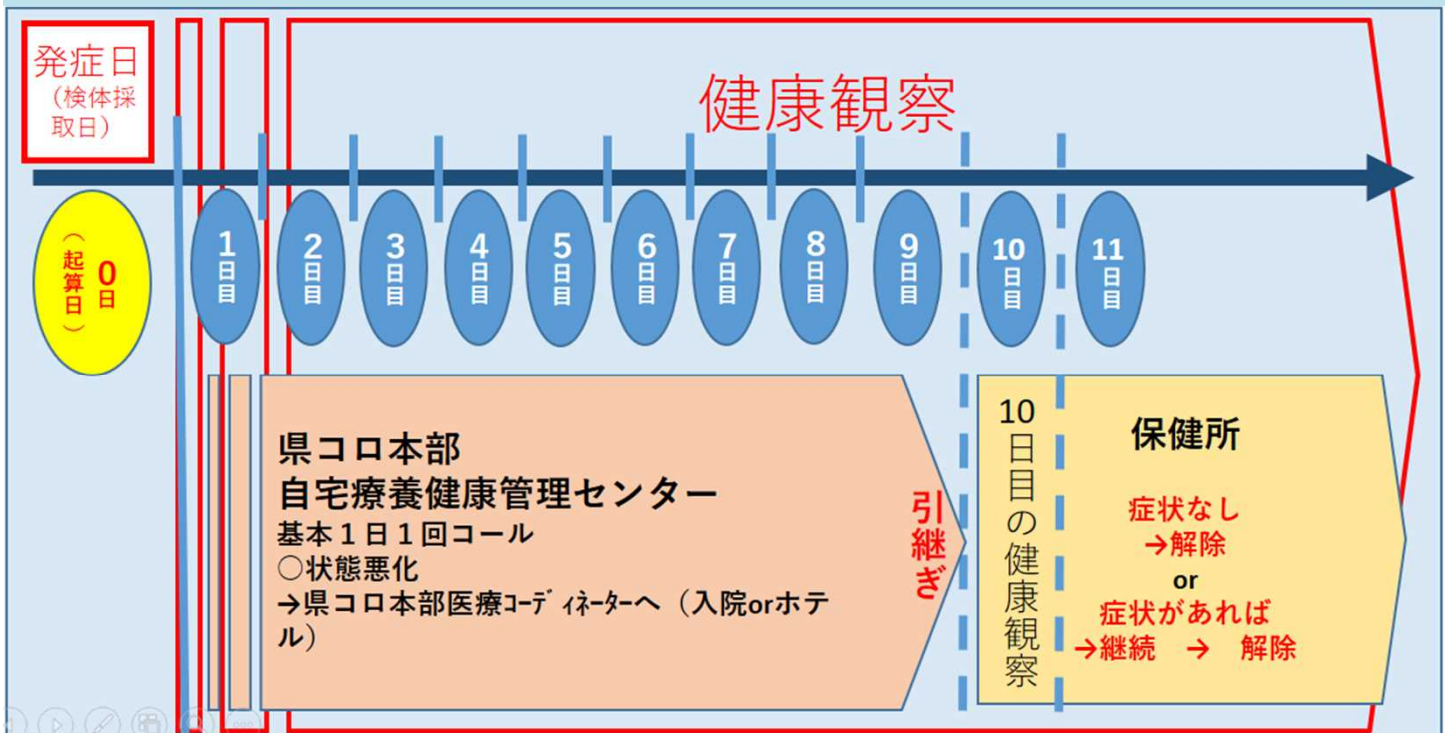 発症日
（検体採
取日）
健康観察
0日
（起算日）
1日目
2日目
3日目
4日目
5日目
6日目
7日目
8日目
9日目
10日目
11日目
県コロ本部
自宅療養健康管理センター
基本１日１回コール
○状態悪化
→県コロ本部医療ｺｰﾃﾞｨﾈｰﾀｰへ（入院orホテ
ル）
引継ぎ
10日目の健康観察
保健所
症状なし
→解除
or
症状があれば
→継続　→　解除